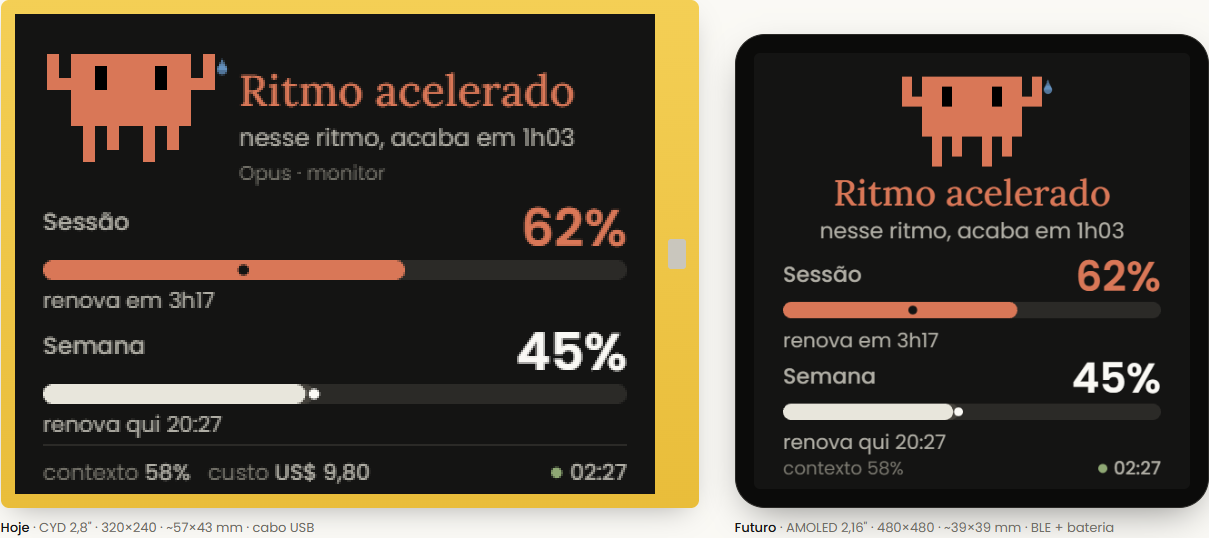 Ritmo acelerado
nesse ritmo, acaba em 1h03
Opus · monitor
Sessão
62%
renova em 3h17
Semana
45%
renova qui 20:27
contexto 58% custo US$ 9,80
02:27
Hoje · CYD 2,8" · 320×240 · ~57×43 mm · cabo USB
Ritmo acelerado
nesse ritmo, acaba em 1h03
Sessão
62%
renova em 3h17
Semana
45%
renova qui 20:27
contexto 58%
02:27
Futuro · AMOLED 2,16" · 480×480 · ~39×39 mm · BLE + bateria